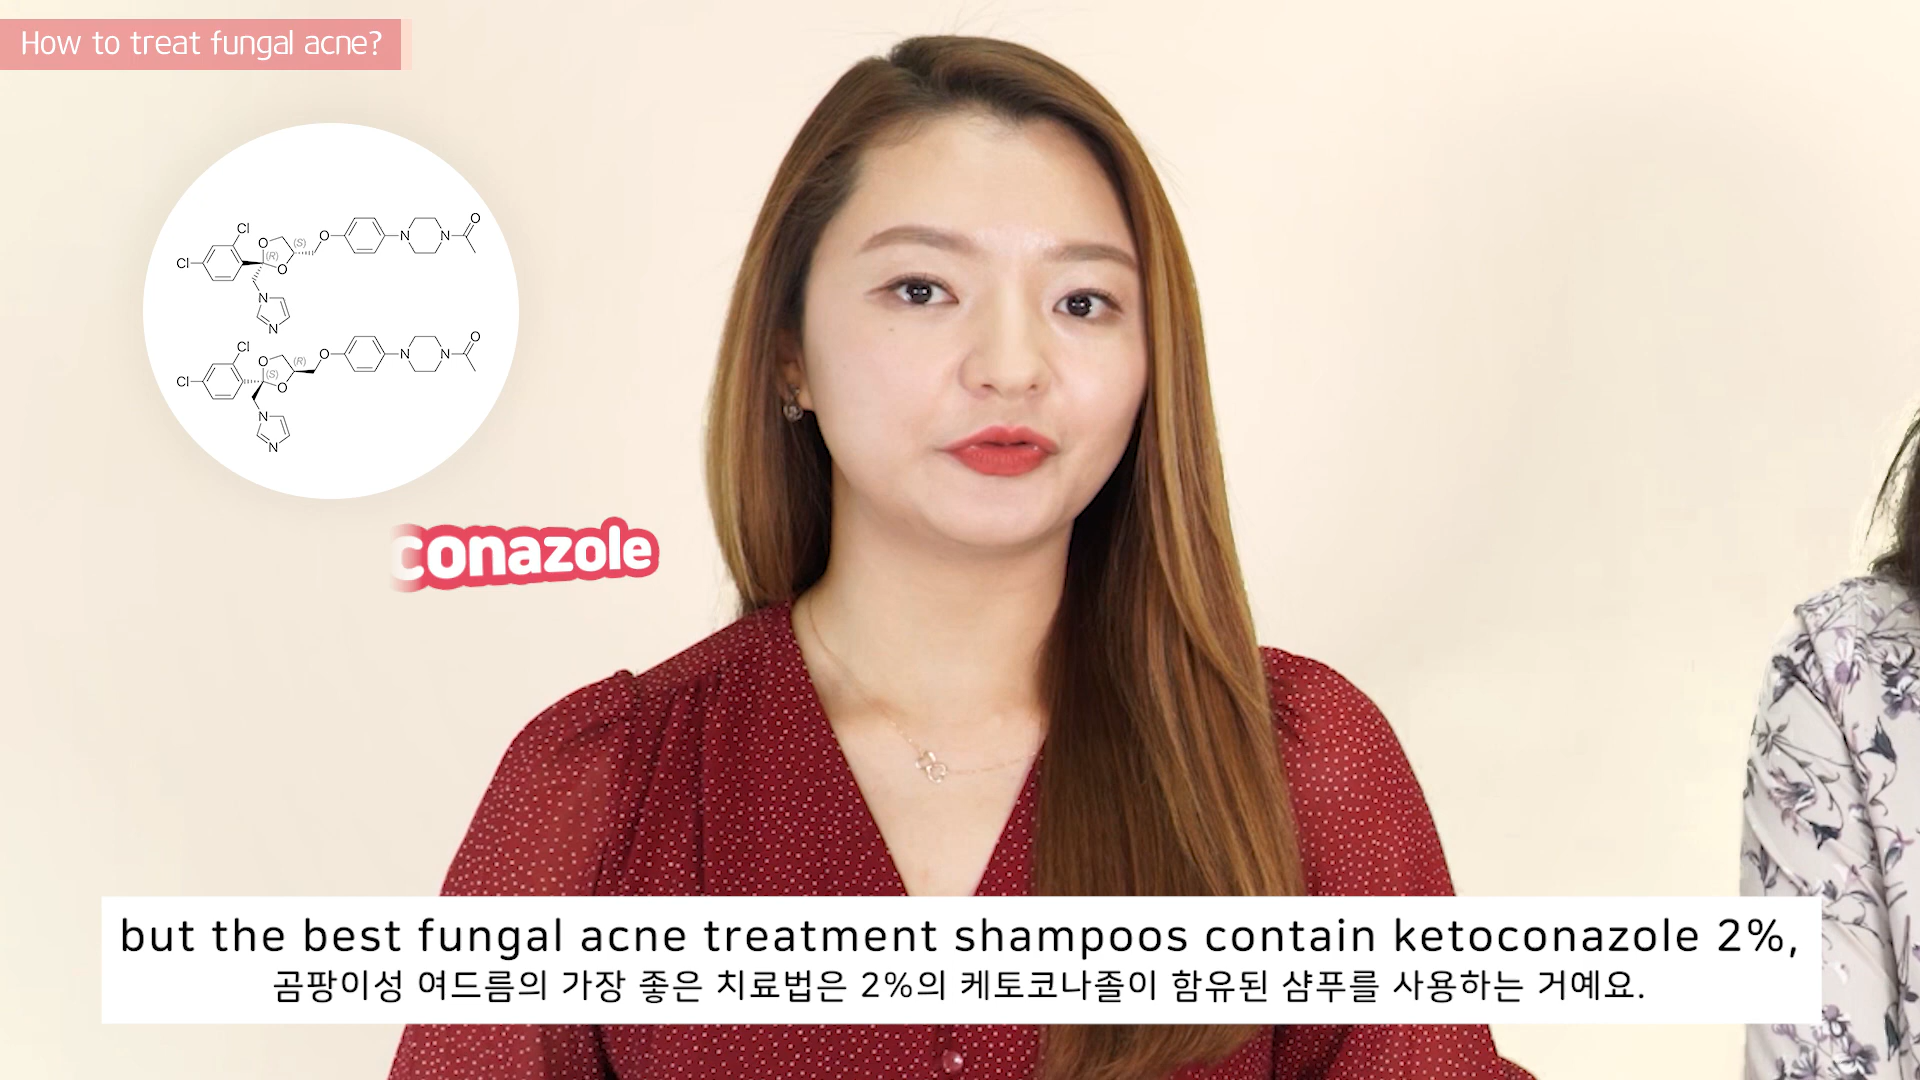 How to treat fungal acne?
Cl
O
O
(S)
N
N
O
Cl
(R)
O
N
N
Cl
O
O
(R)
N
N
O
Cl
(S)
O
N
N
conazole
but the best fungal acne treatment shampoos contain ketoconazole 2%,
곰팡이성 여드름의 가장 좋은 치료법은 2%의 케토코나졸이 함유된 샴푸를 사용하는 거예요.